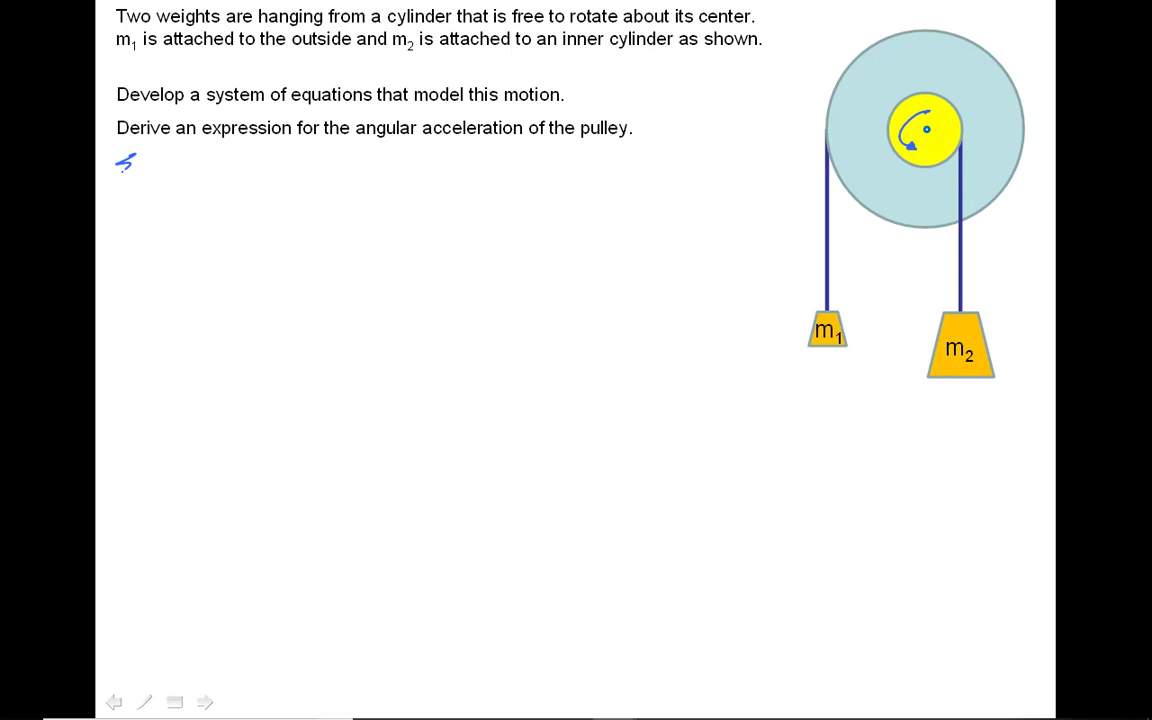 Two weights are hanging from a cylinder that is free to rotate about its center.
m₁ is attached to the outside and m₂ is attached to an inner cylinder as shown.
Develop a system of equations that model this motion.
Derive an expression for the angular acceleration of the pulley.
m₁
m₂